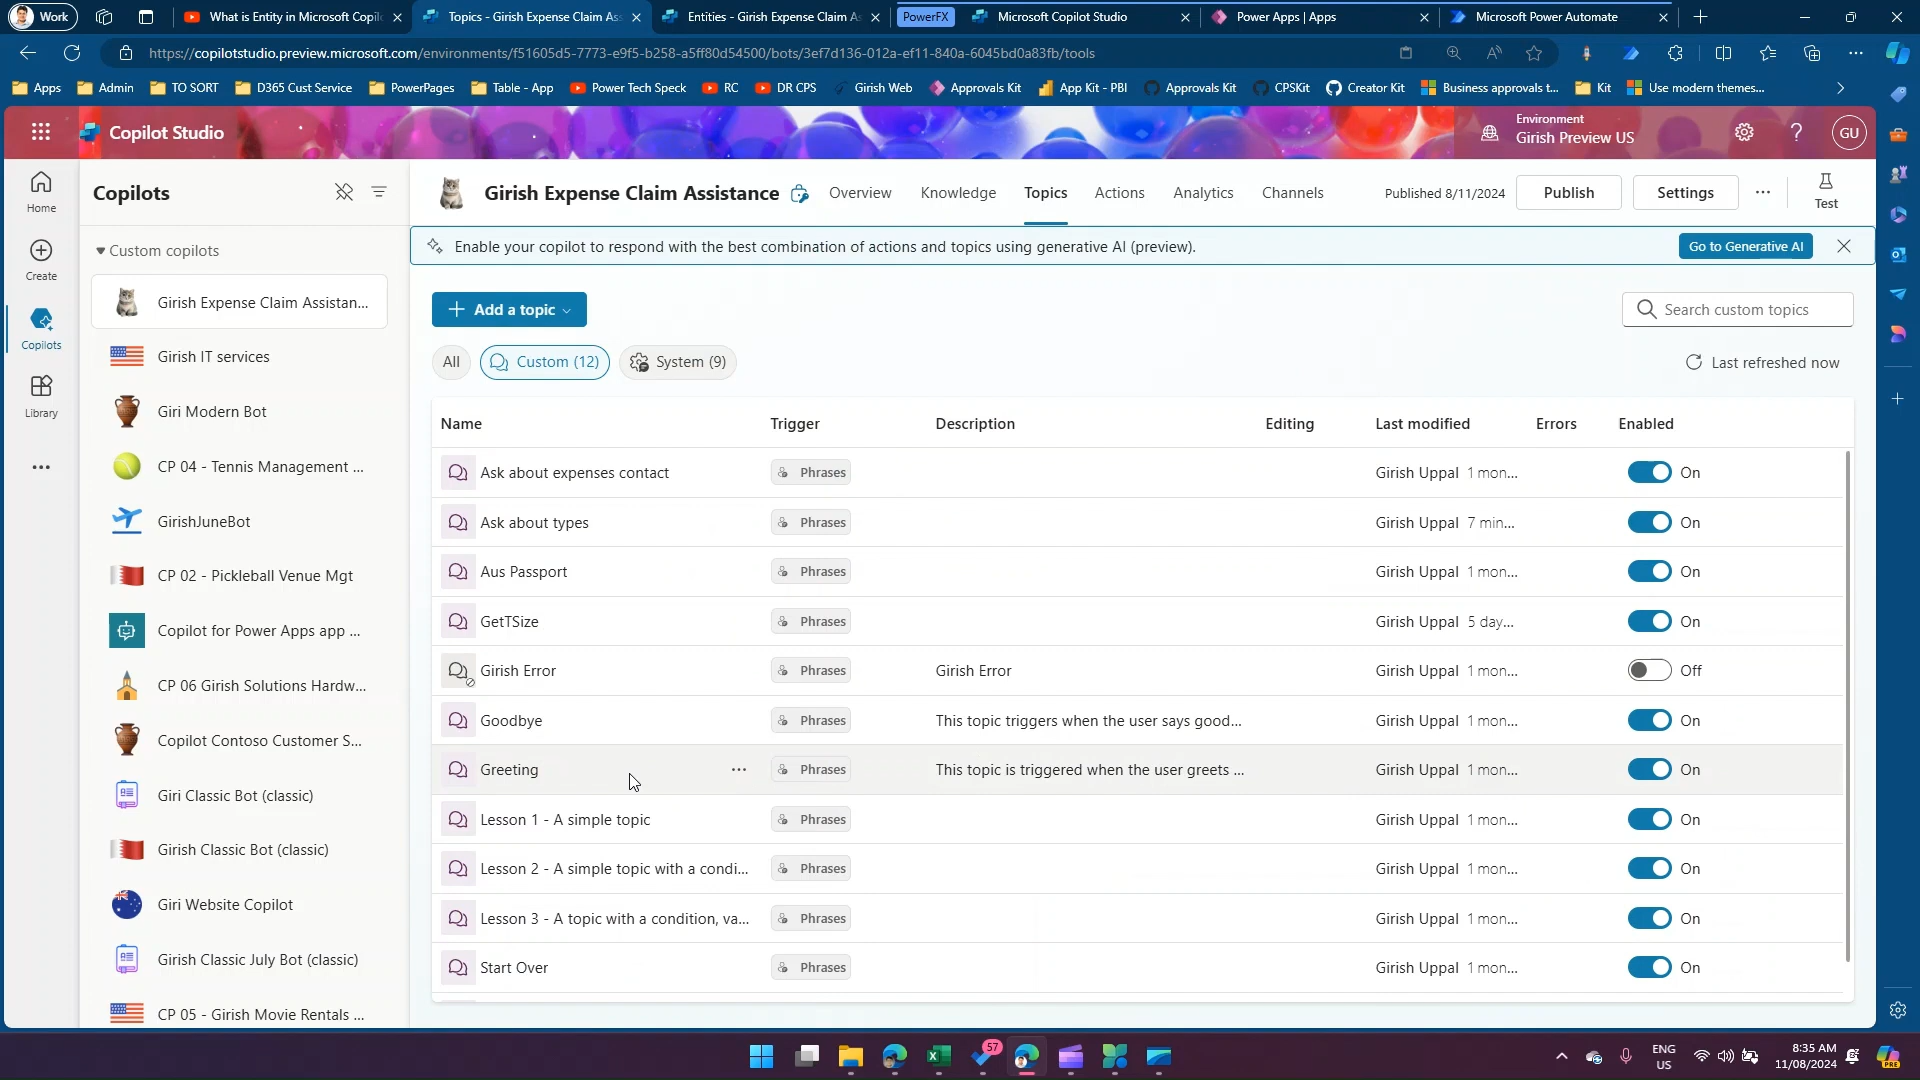 Work
What is Entity in Microsoft Copil
Topics - Girish Expense Claim Ass
Entities - Girish Expense Claim As
PowerFX
Microsoft Copilot Studio
Power Apps | Apps
Microsoft Power Automate
https://copilotstudio.preview.microsoft.com/environments/f51605d5-7773-e9f5-b258-a5ff80d54500/bots/3ef7d136-012a-ef11-840a-6045bd0a83fb/tools
Apps
Admin
TO SORT
D365 Cust Service
PowerPages
Table - App
Power Tech Speck
RC
DR CPS
Girish Web
Approvals Kit
App Kit - PBI
Approvals Kit
CPSKit
Creator Kit
Business approvals t...
Kit
Use modern themes...
Copilot Studio
Environment
Girish Preview US
GU
Home
Create
Copilots
Library
Copilots
Custom copilots
Girish Expense Claim Assistan...
Girish IT services
Giri Modern Bot
CP 04 - Tennis Management ...
GirishJuneBot
CP 02 - Pickleball Venue Mgt
Copilot for Power Apps app ...
CP 06 Girish Solutions Hardw...
Copilot Contoso Customer S...
Giri Classic Bot (classic)
Girish Classic Bot (classic)
Giri Website Copilot
Girish Classic July Bot (classic)
CP 05 - Girish Movie Rentals ...
Girish Expense Claim Assistance
Overview
Knowledge
Topics
Actions
Analytics
Channels
Published 8/11/2024
Publish
Settings
Test
Enable your copilot to respond with the best combination of actions and topics using generative AI (preview).
Go to Generative AI
Add a topic
Search custom topics
All
Custom (12)
System (9)
Last refreshed now
Name Trigger Description Editing Last modified Errors Enabled
Ask about expenses contact Phrases Girish Uppal 1 mon... On
Ask about types Phrases Girish Uppal 7 min... On
Aus Passport Phrases Girish Uppal 1 mon... On
GetTSize Phrases Girish Uppal 5 day... On
Girish Error Phrases Girish Error Girish Uppal 1 mon... Off
Goodbye Phrases This topic triggers when the user says good... Girish Uppal 1 mon... On
Greeting Phrases This topic is triggered when the user greets ... Girish Uppal 1 mon... On
Lesson 1 - A simple topic Phrases Girish Uppal 1 mon... On
Lesson 2 - A simple topic with a condi... Phrases Girish Uppal 1 mon... On
Lesson 3 - A topic with a condition, va... Phrases Girish Uppal 1 mon... On
Start Over Phrases Girish Uppal 1 mon... On
57
ENG
US
8:35 AM
11/08/2024
PRE